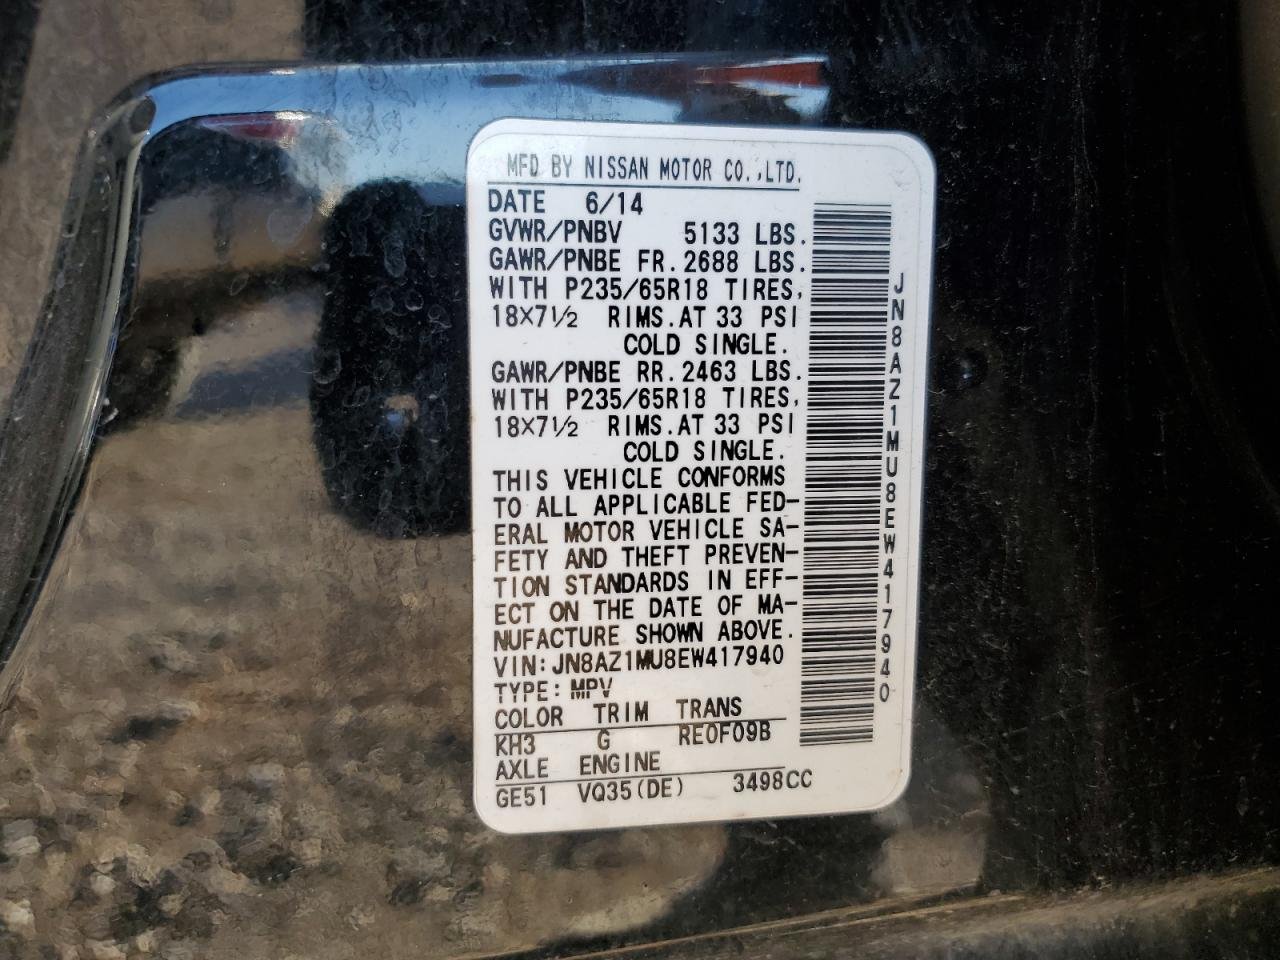 MFD BY NISSAN MOTOR CO.,LTD.
DATE 6/14
GVWR/PNBV 5133 LBS.
GAWR/PNBE FR. 2688 LBS.
WITH P235/65R18 TIRES,
18×7½ RIMS. AT 33 PSI
COLD SINGLE.
GAWR/PNBE RR. 2463 LBS.
WITH P235/65R18 TIRES,
18×7½ RIMS. AT 33 PSI
COLD SINGLE.
THIS VEHICLE CONFORMS
TO ALL APPLICABLE FED-
ERAL MOTOR VEHICLE SA-
FETY AND THEFT PREVEN-
TION STANDARDS IN EFF-
ECT ON THE DATE OF MA-
NUFACTURE SHOWN ABOVE.
VIN: JN8AZ1MU8EW417940
TYPE: MPV
COLOR TRIM TRANS
KH3 G RE0F09B
AXLE ENGINE
GE51 VQ35(DE) 3498CC
JN8AZ1MU8EW417940